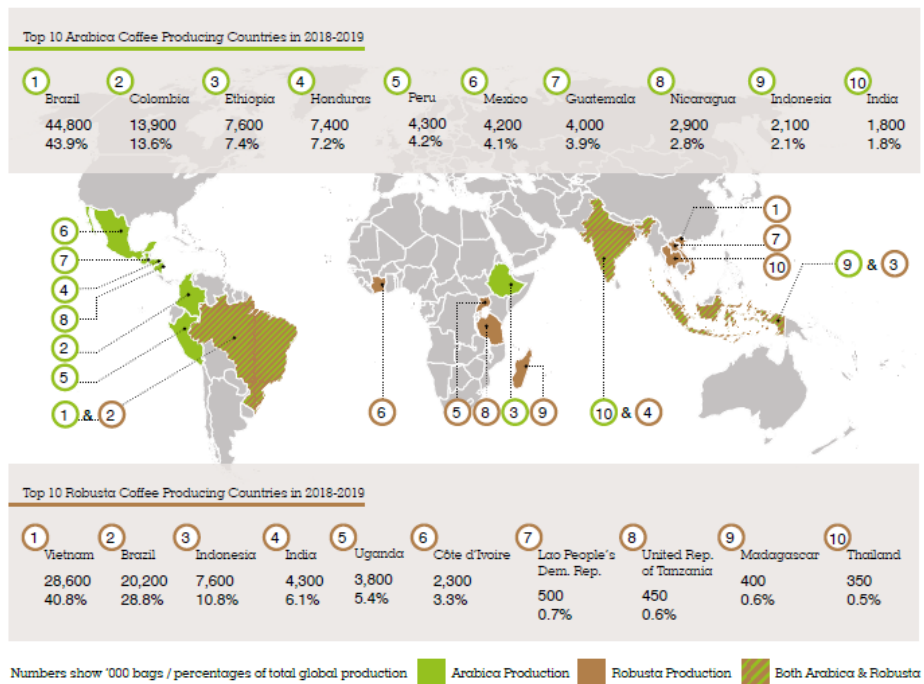 Top 10 Arabica Coffee Producing Countries in 2018-2019
1 2 3 4 5 6 7 8 9 10
Brazil Colombia Ethiopia Honduras Peru Mexico Guatemala Nicaragua Indonesia India
44,800 13,900 7,600 7,400 4,300 4,200 4,000 2,900 2,100 1,800
43.9% 13.6% 7.4% 7.2% 4.2% 4.1% 3.9% 2.8% 2.1% 1.8%
6
7
4
8
2
5
1 & 2
6
5
8
3
9
10 & 4
1
7
10
9 & 3
Top 10 Robusta Coffee Producing Countries in 2018-2019
1 2 3 4 5 6 7 8 9 10
Vietnam Brazil Indonesia India Uganda Côte d'Ivoire Lao People's United Rep. Madagascar Thailand
Dem. Rep. of Tanzania
28,600 20,200 7,600 4,300 3,800 2,300 500 450 400 350
40.8% 28.8% 10.8% 6.1% 5.4% 3.3% 0.7% 0.6% 0.6% 0.5%
Numbers show '000 bags / percentages of total global production Arabica Production Robusta Production Both Arabica & Robusta